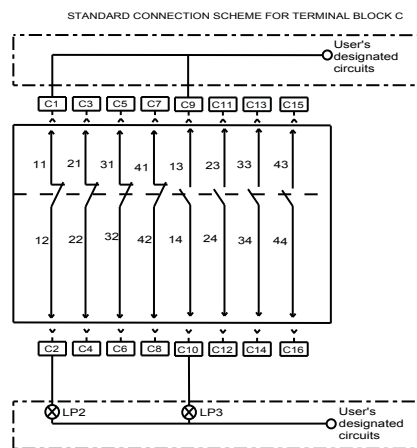 STANDARD CONNECTION SCHEME FOR TERMINAL BLOCK C
User's
designated
circuits
C1 C3 C5 C7 C9 C11 C13 C15
11 21 31 41 13 23 33 43
12 22 32 42 14 24 34 44
C2 C4 C6 C8 C10 C12 C14 C16
LP2 LP3
User's
designated
circuits